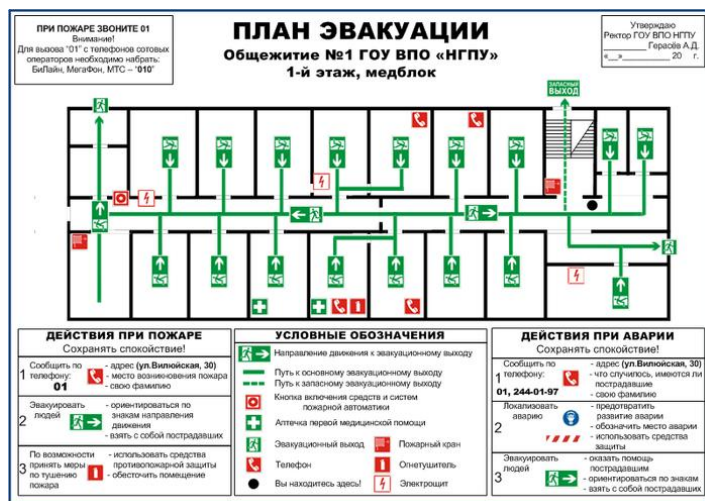 ПРИ ПОЖАРЕ ЗВОНИТЕ 01
Внимание!
Для вызова "01" с телефонов сотовых
операторов необходимо набрать:
БиЛайн, МегаФон, МТС – "010"
ПЛАН ЭВАКУАЦИИ
Общежитие №1 ГОУ ВПО «НГПУ»
1-й этаж, медблок
Утверждаю
Ректор ГОУ ВПО НГПУ
____________ Герасёв А.Д.
«__»__________ 20 г.
ЗАПАСНЫЙ
ВЫХОД
ДЕЙСТВИЯ ПРИ ПОЖАРЕ
Сохранять спокойствие!
1 Сообщить по
телефону:
01
- адрес (ул.Вилюйская, 30)
- место возникновения пожара
- свою фамилию
2 Эвакуировать
людей
- ориентироваться по
знакам направления
движения
- взять с собой пострадавших
3 По возможности
принять меры
по тушению
пожара
- использовать средства
противопожарной защиты
- обесточить помещение
УСЛОВНЫЕ ОБОЗНАЧЕНИЯ
Направление движения к эвакуационному выходу
Путь к основному эвакуационному выходу
Путь к запасному эвакуационному выходу
Кнопка включения средств и систем
пожарной автоматики
Аптечка первой медицинской помощи
Эвакуационный выход
Пожарный кран
Телефон
Огнетушитель
Вы находитесь здесь!
Электрощит
ДЕЙСТВИЯ ПРИ АВАРИИ
Сохранять спокойствие!
1 Сообщить по
телефону:
01, 244-01-97
- адрес (ул.Вилюйская, 30)
- что случилось, имеются ли
пострадавшие
- свою фамилию
2 Локализовать
аварию
- предотвратить
развитие аварии
- обозначить место аварии
- использовать средства
защиты
3 Эвакуировать
людей
- оказать помощь
пострадавшим
- ориентироваться по знакам
- взять с собой пострадавших